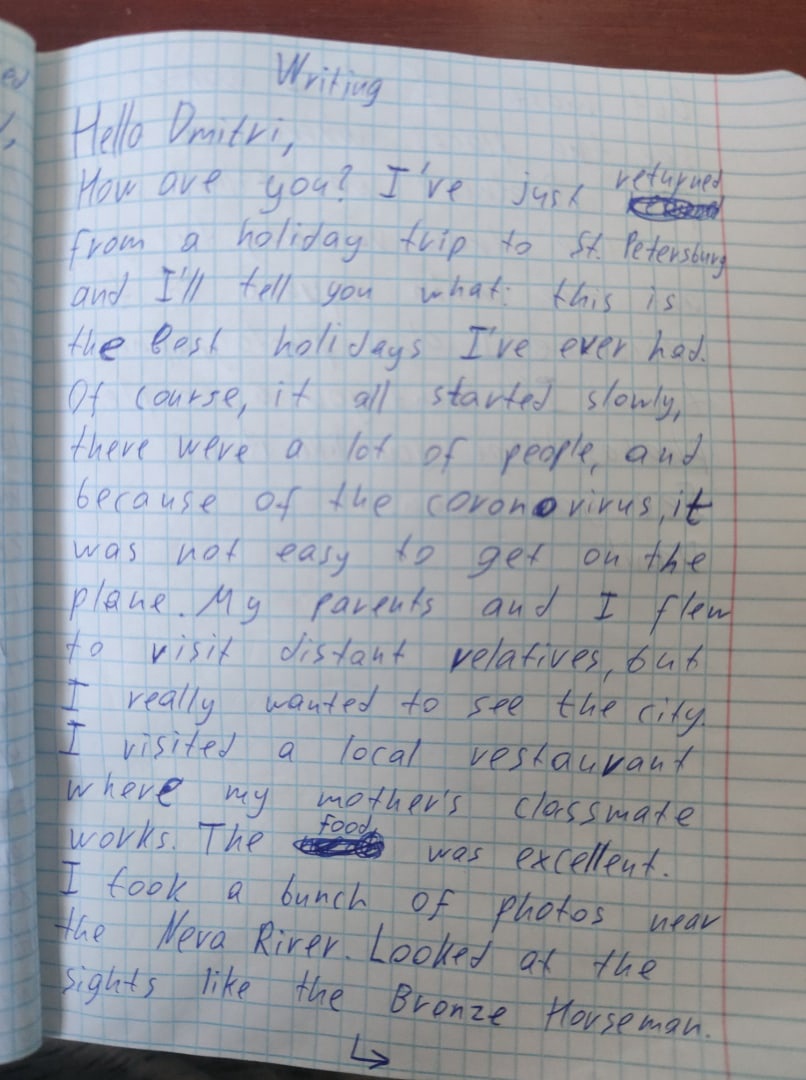 Writing
Hello Dmitri,
How are you? I've just returned
from a holiday trip to St. Petersburg
and I'll tell you what: this is
the best holidays I've ever had.
Of course, it all started slowly,
there were a lot of people, and
because of the coronovirus, it
was not easy to get on the
plane. My parents and I flew
to visit distant relatives, but
I really wanted to see the city.
I visited a local restaurant
where my mother's classmate
works. The food was excellent.
I took a bunch of photos near
the Neva River. Looked at the
sights like the Bronze Horseman.